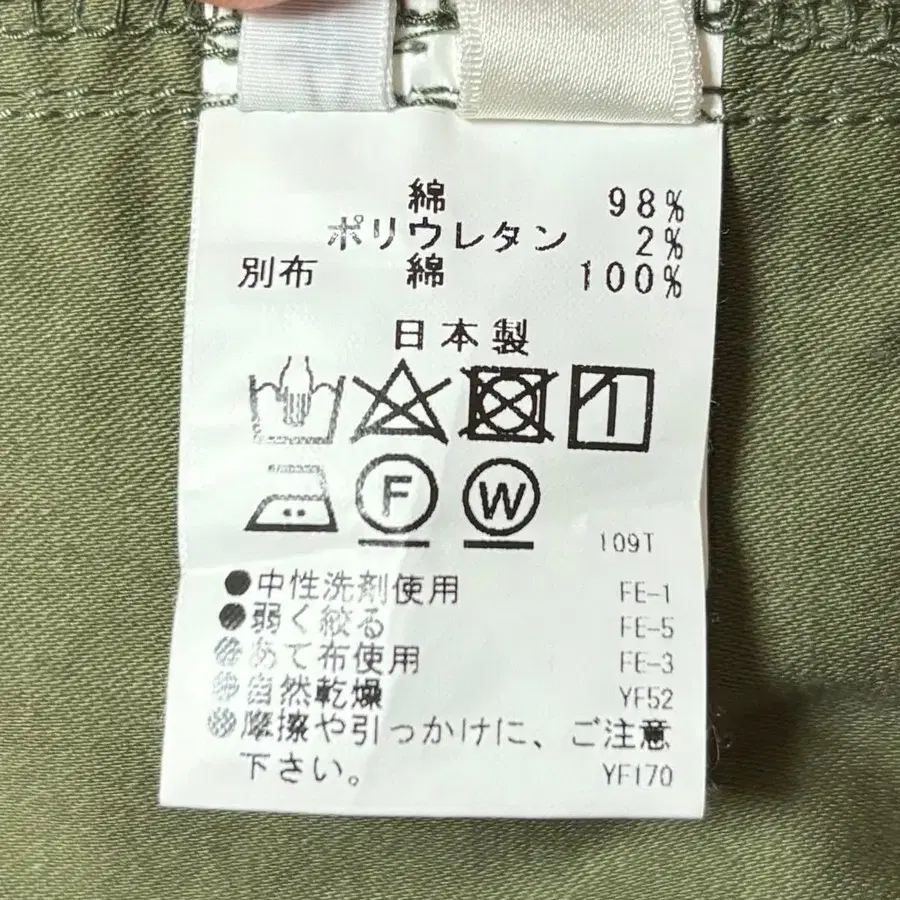 綿 98%
ポリウレタン 2%
別布 綿 100%
日本製
F W
109T
●中性洗剤使用 FE-1
●弱く絞る FE-5
●あて布使用 FE-3
●自然乾燥 YF52
●摩擦や引っかけに、ご注意
下さい。 YF170